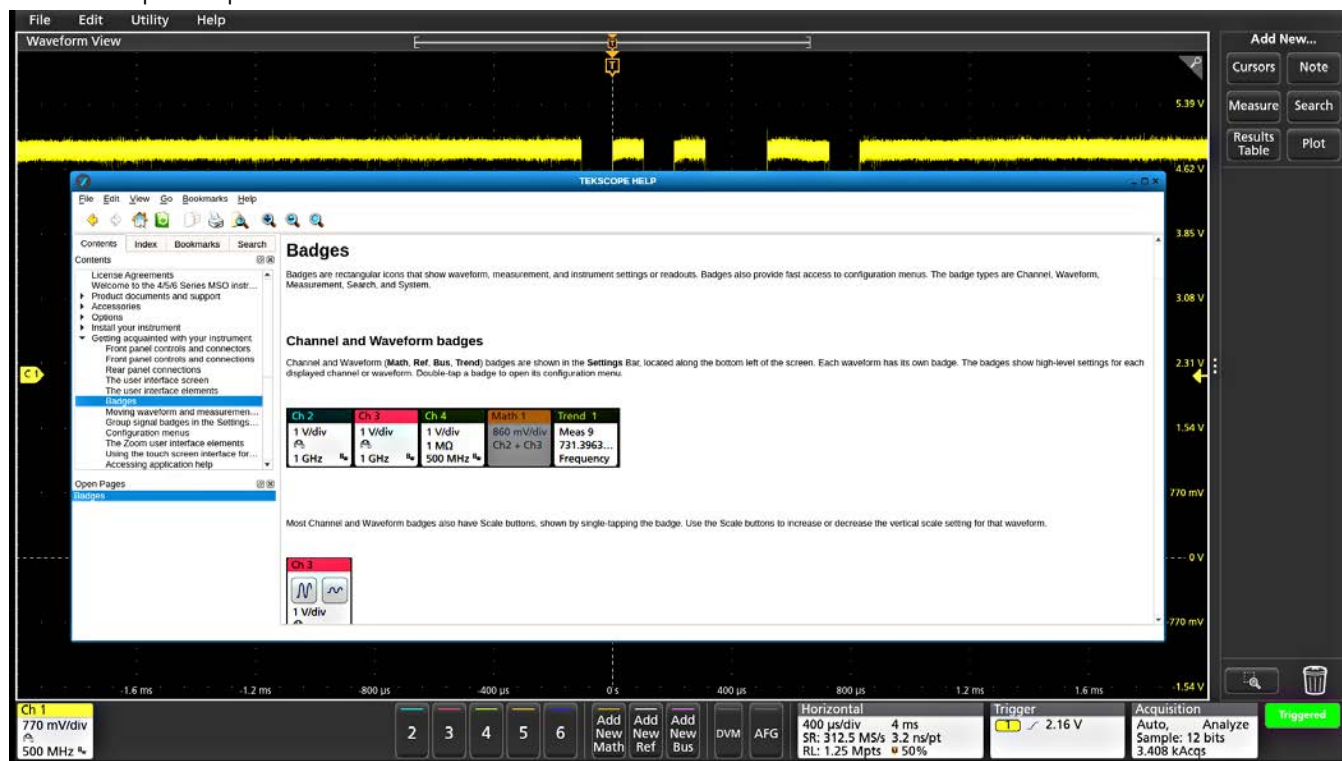 File Edit Utility Help
Waveform View
Add New...
Cursors Note
Measure Search
Results Table Plot
5.39 V
4.62 V
3.85 V
3.08 V
2.31 V
1.54 V
770 mV
0 V
-770 mV
-1.54 V
C1
T
T
TEKSCOPE HELP
File Edit View Go Bookmarks Help
Contents Index Bookmarks Search
Contents
License Agreements
Welcome to the 4/5/6 Series MSO instr...
Product documents and support
Accessories
Options
Install your instrument
Getting acquainted with your instrument
Front panel controls and connectors
Front panel controls and connections
Rear panel connections
The user interface screen
The user interface elements
Badges
Moving waveform and measuremen...
Group signal badges in the Settings...
Configuration menus
The Zoom user interface elements
Using the touch screen interface for...
Accessing application help
Open Pages
Badges
Badges
Badges are rectangular icons that show waveform, measurement, and instrument settings or readouts. Badges also provide fast access to configuration menus. The badge types are Channel, Waveform,
Measurement, Search, and System.
Channel and Waveform badges
Channel and Waveform (Math, Ref, Bus, Trend) badges are shown in the Settings Bar, located along the bottom left of the screen. Each waveform has its own badge. The badges show high-level settings for each
displayed channel or waveform. Double-tap a badge to open its configuration menu.
Ch 2 Ch 3 Ch 4 Math 1 Trend 1
1 V/div 1 V/div 1 V/div 860 mV/div Meas 9
1 MΩ Ch2 + Ch3 731.3963...
1 GHz 1 GHz 500 MHz Frequency
Most Channel and Waveform badges also have Scale buttons, shown by single-tapping the badge. Use the Scale buttons to increase or decrease the vertical scale setting for that waveform.
Ch 3
1 V/div
-1.6 ms -1.2 ms -800 µs -400 µs 0 s 400 µs 800 µs 1.2 ms 1.6 ms
Ch 1
770 mV/div
500 MHz
2 3 4 5 6
Add New Math
Add New Ref
Add New Bus
DVM AFG
Horizontal
400 µs/div 4 ms
SR: 312.5 MS/s 3.2 ns/pt
RL: 1.25 Mpts 50%
Trigger
1 2.16 V
Acquisition
Auto, Analyze
Sample: 12 bits
3.408 kAcqs
Triggered